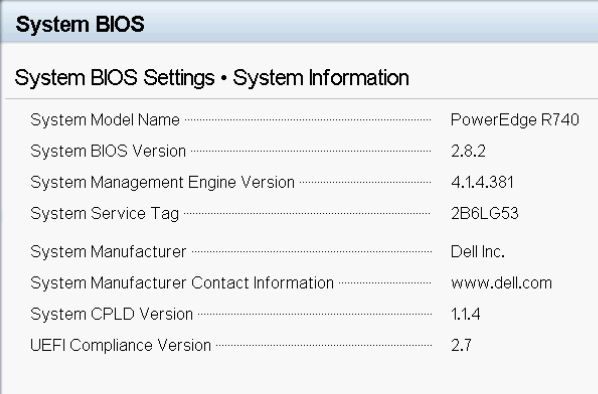 System BIOS
System BIOS Settings • System Information
System Model Name PowerEdge R740
System BIOS Version 2.8.2
System Management Engine Version 4.1.4.381
System Service Tag 2B6LG53
System Manufacturer Dell Inc.
System Manufacturer Contact Information www.dell.com
System CPLD Version 1.1.4
UEFI Compliance Version 2.7